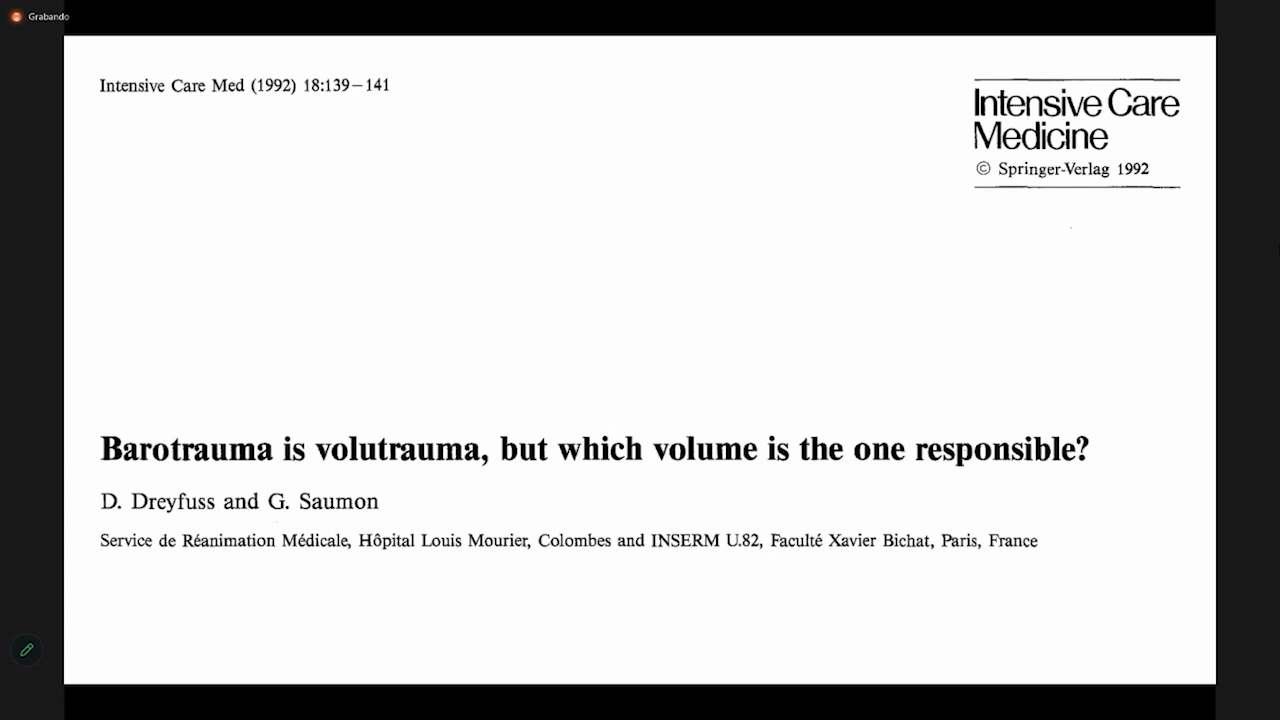 Grabando
Intensive Care Med (1992) 18:139–141
Intensive Care
Medicine
© Springer-Verlag 1992
Barotrauma is volutrauma, but which volume is the one responsible?
D. Dreyfuss and G. Saumon
Service de Réanimation Médicale, Hôpital Louis Mourier, Colombes and INSERM U.82, Faculté Xavier Bichat, Paris, France